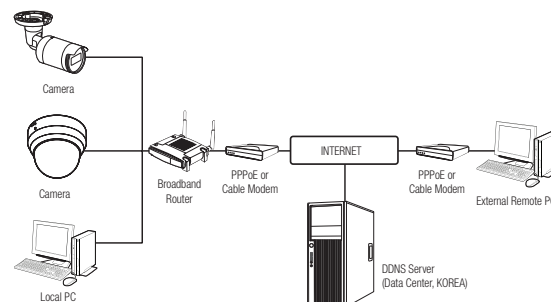 Camera
Camera
Local PC
Broadband
Router
PPPoE or
Cable Modem
INTERNET
DDNS Server
(Data Center, KOREA)
PPPoE or
Cable Modem
External Remote PC